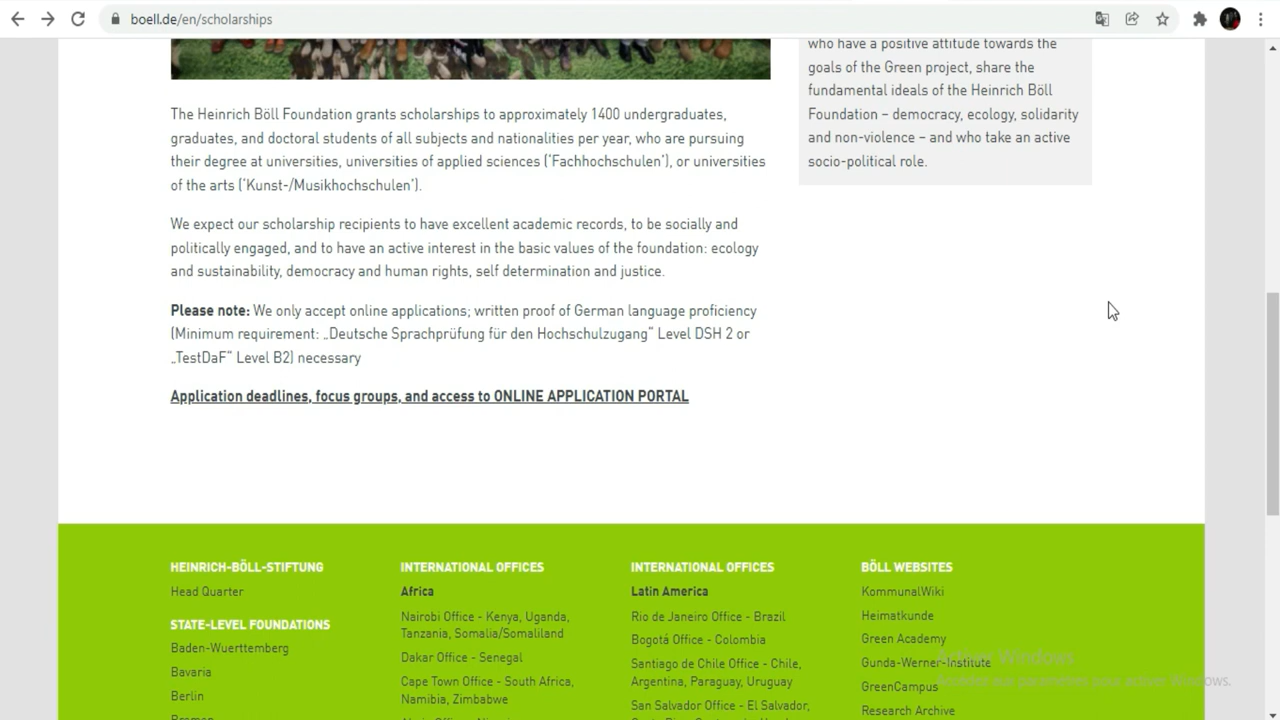 boell.de/en/scholarships
The Heinrich Böll Foundation grants scholarships to approximately 1400 undergraduates,
graduates, and doctoral students of all subjects and nationalities per year, who are pursuing
their degree at universities, universities of applied sciences (‘Fachhochschulen’), or universities
of the arts (‘Kunst-/Musikhochschulen’).
We expect our scholarship recipients to have excellent academic records, to be socially and
politically engaged, and to have an active interest in the basic values of the foundation: ecology
and sustainability, democracy and human rights, self determination and justice.
Please note: We only accept online applications; written proof of German language proficiency
(Minimum requirement: „Deutsche Sprachprüfung für den Hochschulzugang“ Level DSH 2 or
„TestDaF“ Level B2) necessary
Application deadlines, focus groups, and access to ONLINE APPLICATION PORTAL
who have a positive attitude towards the
goals of the Green project, share the
fundamental ideals of the Heinrich Böll
Foundation – democracy, ecology, solidarity
and non-violence – and who take an active
socio-political role.
HEINRICH-BÖLL-STIFTUNG
Head Quarter
STATE-LEVEL FOUNDATIONS
Baden-Wuerttemberg
Bavaria
Berlin
Bremen
INTERNATIONAL OFFICES
Africa
Nairobi Office - Kenya, Uganda,
Tanzania, Somalia/Somaliland
Dakar Office - Senegal
Cape Town Office - South Africa,
Namibia, Zimbabwe
INTERNATIONAL OFFICES
Latin America
Rio de Janeiro Office - Brazil
Bogotá Office - Colombia
Santiago de Chile Office - Chile,
Argentina, Paraguay, Uruguay
San Salvador Office - El Salvador,
BÖLL WEBSITES
KommunalWiki
Heimatkunde
Green Academy
Gunda-Werner-Institute
GreenCampus
Research Archive
Activer Windows
Accédez aux paramètres pour activer Windows.